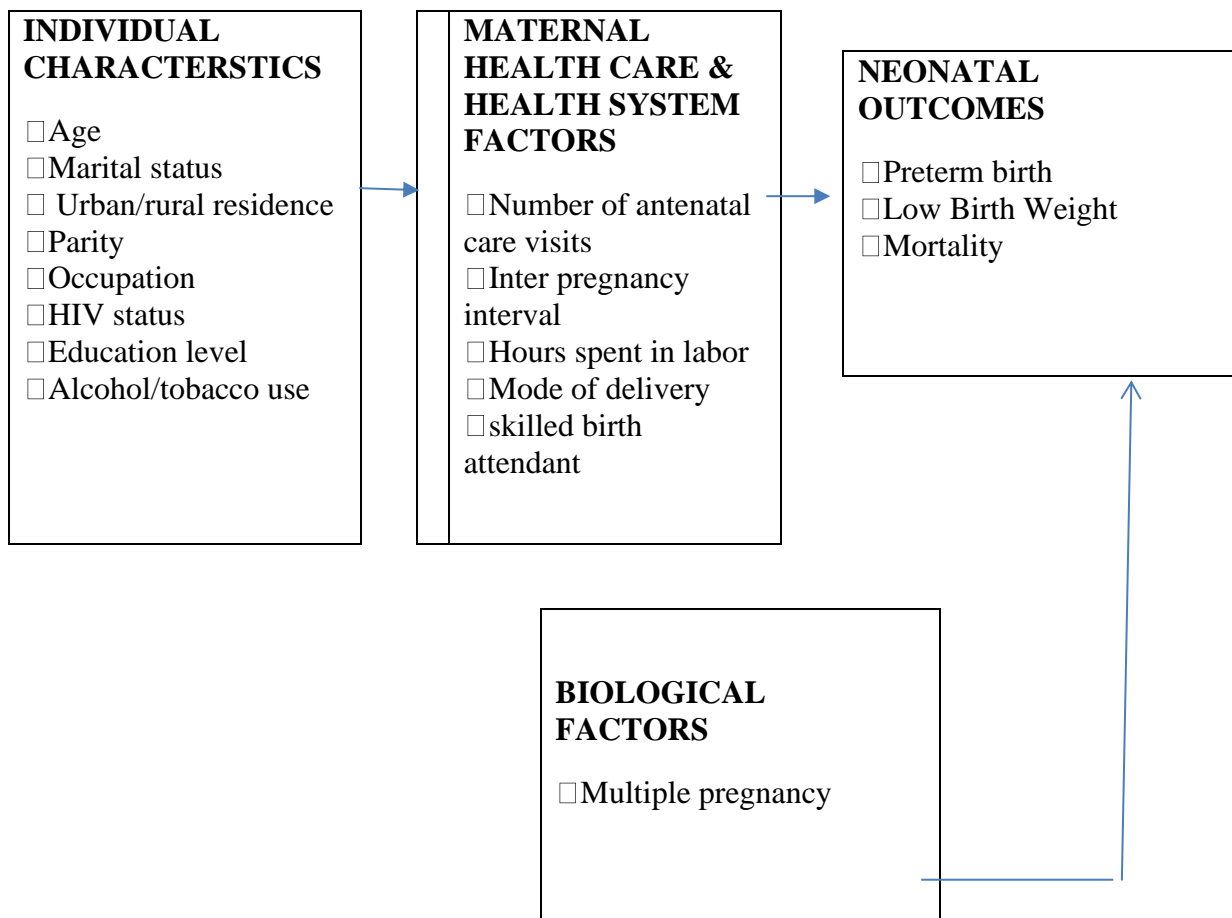 INDIVIDUAL
CHARACTERSTICS
□Age
□Marital status
□ Urban/rural residence
□Parity
□Occupation
□HIV status
□Education level
□Alcohol/tobacco use
MATERNAL
HEALTH CARE &
HEALTH SYSTEM
FACTORS
□Number of antenatal
care visits
□Inter pregnancy
interval
□Hours spent in labor
□Mode of delivery
□skilled birth
attendant
NEONATAL
OUTCOMES
□Preterm birth
□Low Birth Weight
□Mortality
BIOLOGICAL
FACTORS
□Multiple pregnancy